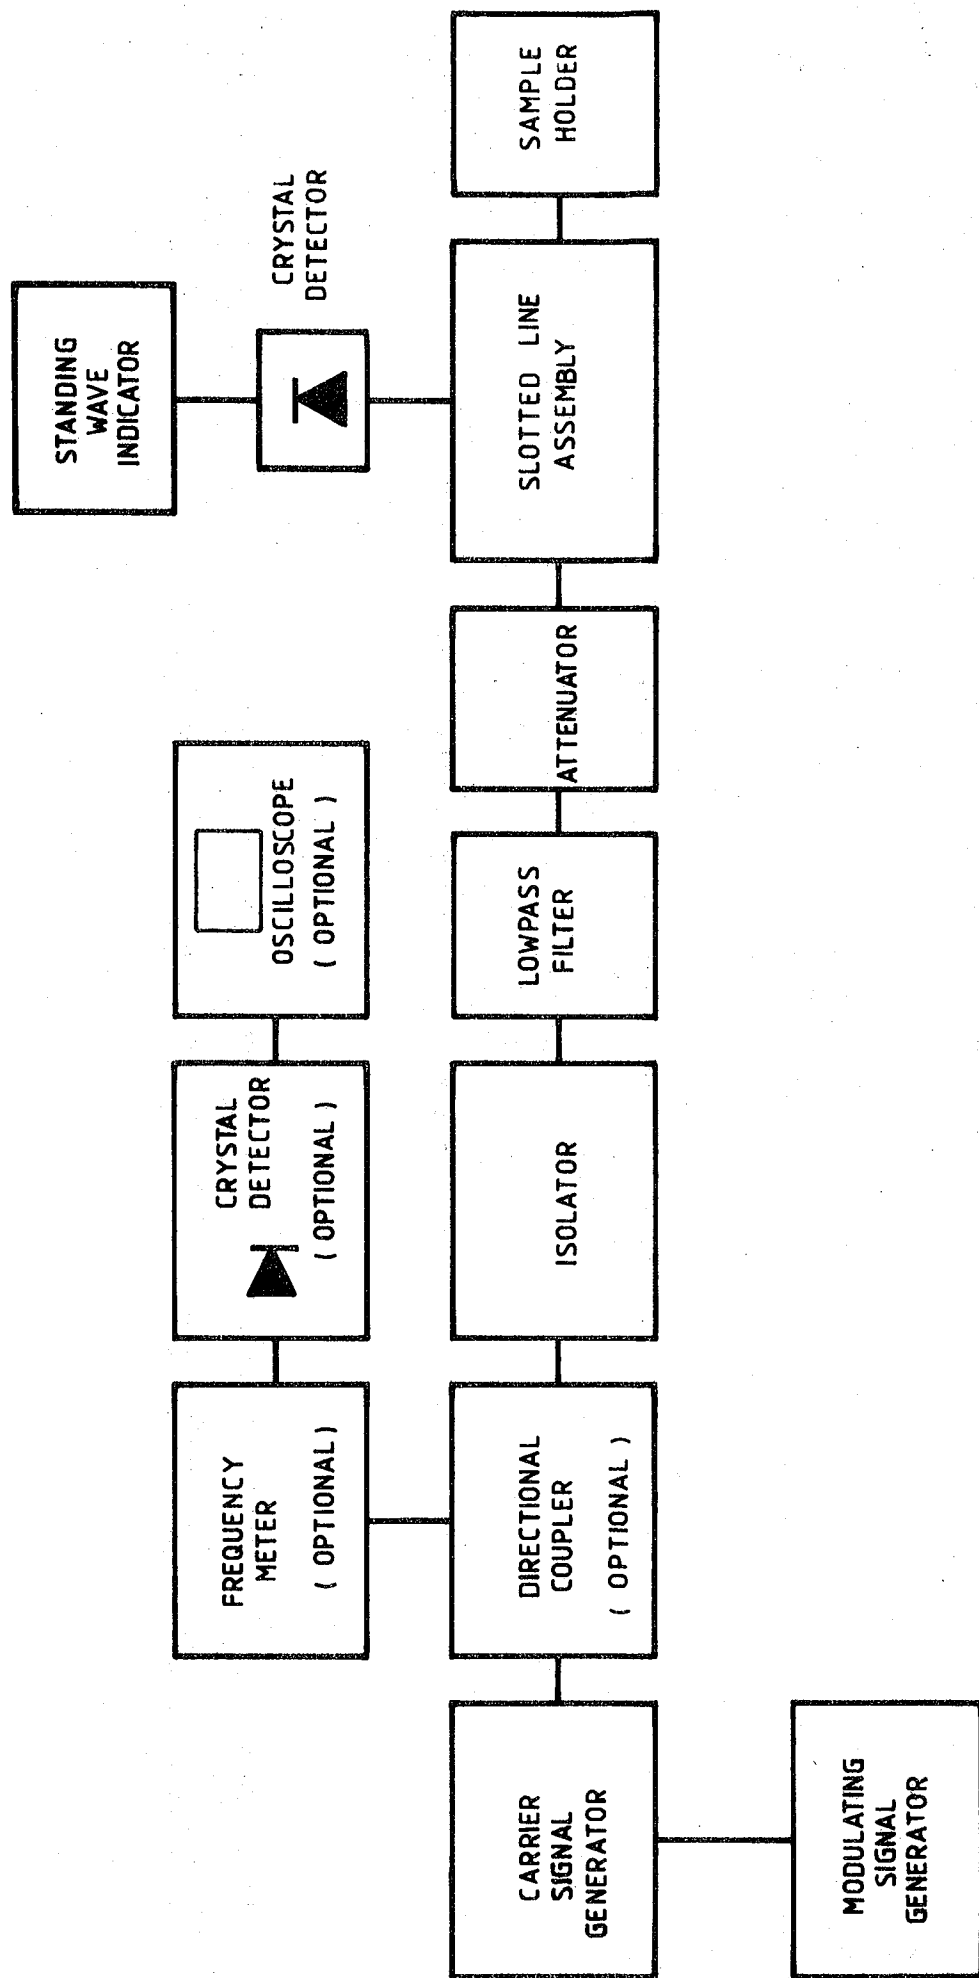 STANDING
WAVE
INDICATOR
CRYSTAL
DETECTOR
FREQUENCY
METER
( OPTIONAL )
CRYSTAL
DETECTOR
( OPTIONAL )
OSCILLOSCOPE
( OPTIONAL )
CARRIER
SIGNAL
GENERATOR
DIRECTIONAL
COUPLER
( OPTIONAL )
ISOLATOR
LOWPASS
FILTER
ATTENUATOR
SLOTTED LINE
ASSEMBLY
SAMPLE
HOLDER
MODULATING
SIGNAL
GENERATOR